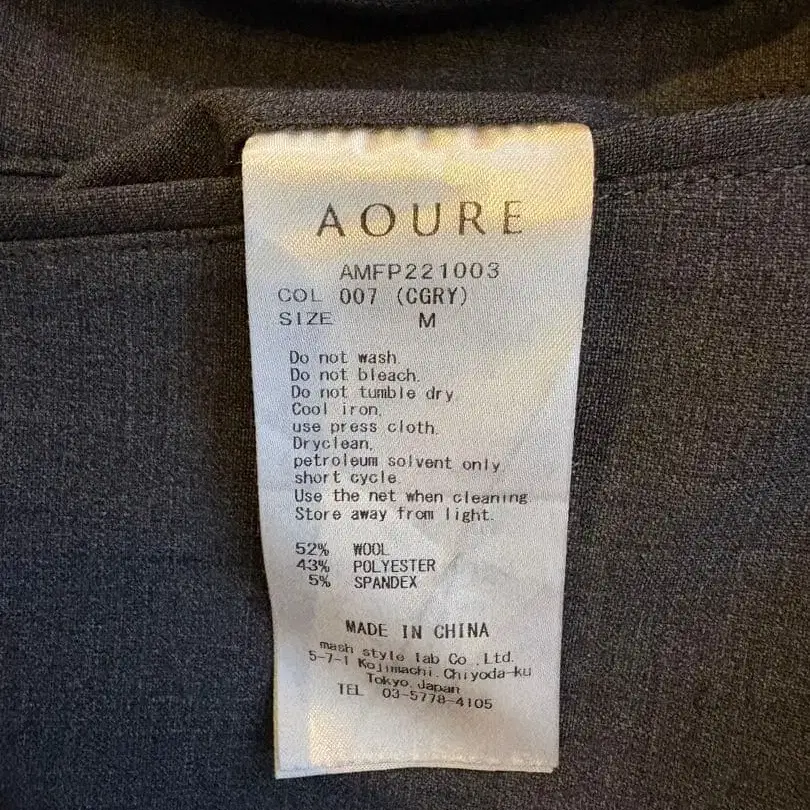 AOURE
AMFP221003
COL 007 (CGRY)
SIZE M
Do not wash.
Do not bleach.
Do not tumble dry
Cool iron,
use press cloth.
Dryclean,
petroleum solvent only
short cycle
Use the net when cleaning
Store away from light.
52% WOOL
43% POLYESTER
5% SPANDEX
MADE IN CHINA
mash style lab Co.,Ltd.
5-7-1 Kojimachi.Chiyoda-ku
Tokyo.Japan
TEL 03-5778-4105